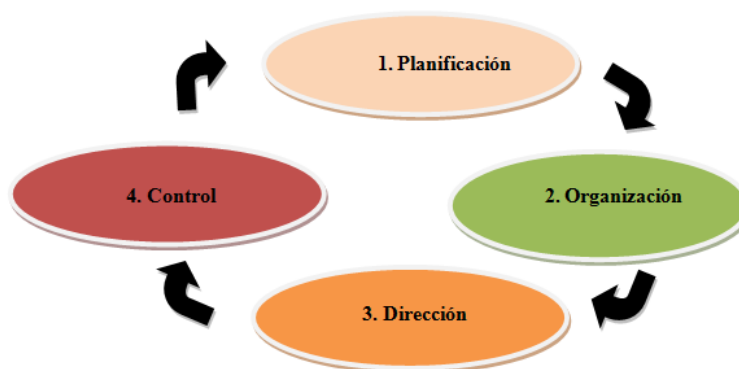 1. Planificación
2. Organización
3. Dirección
4. Control